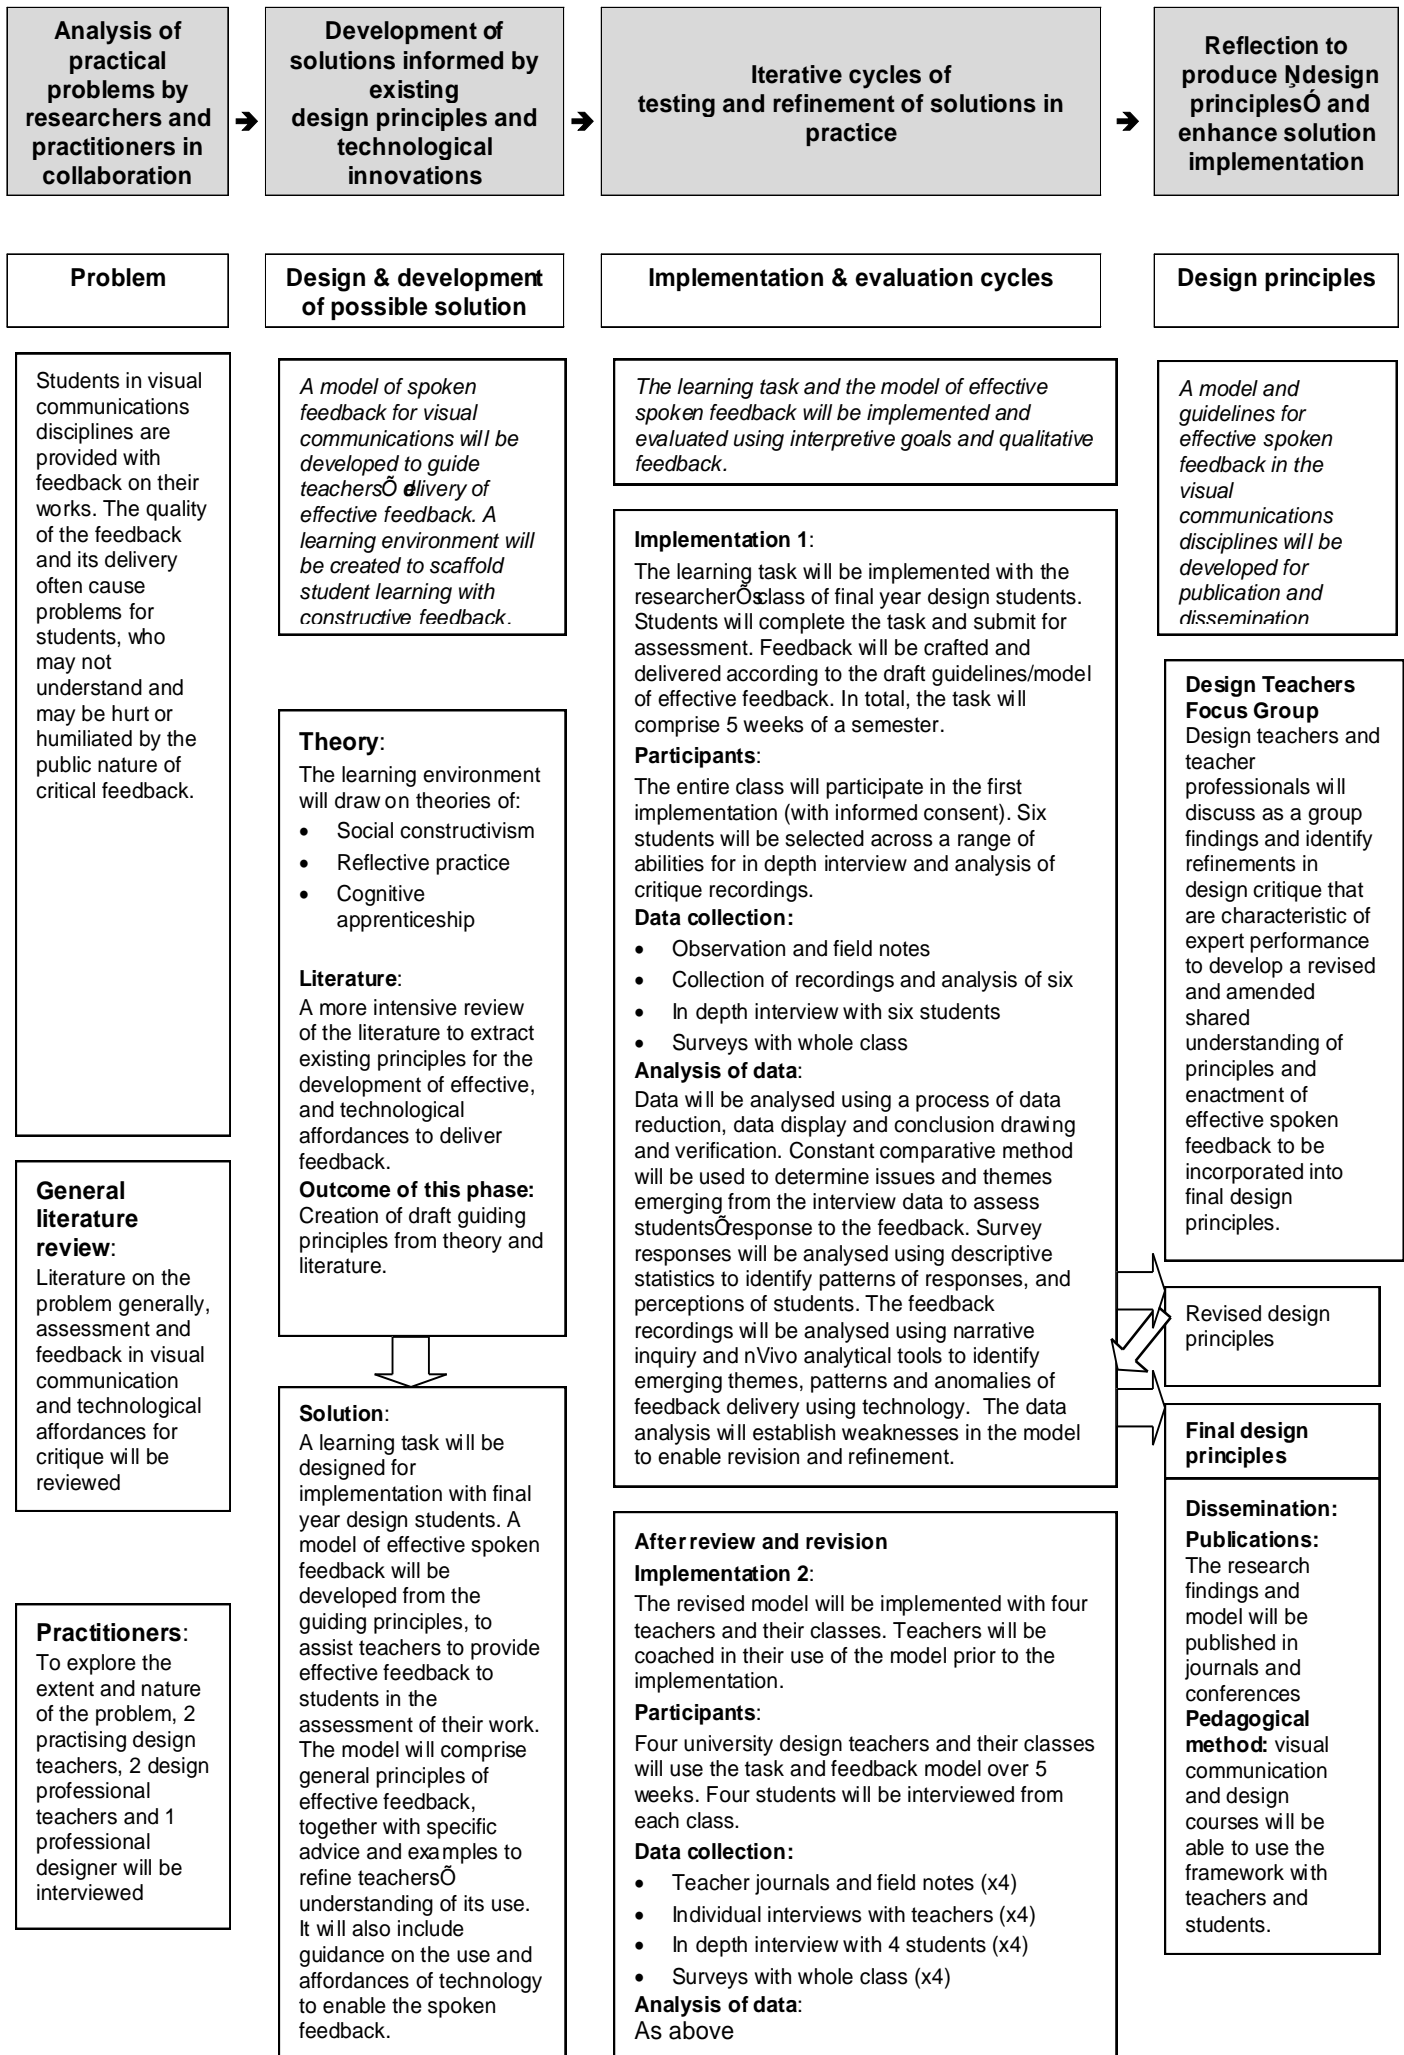 Analysis of
practical
problems by
researchers and
practitioners in
collaboration
Development of
solutions informed by
existing
design principles and
technological
innovations
Iterative cycles of
testing and refinement of solutions in
practice
Reflection to
produce Ņdesign
principlesÓ and
enhance solution
implementation
Problem
Design & development
of possible solution
Implementation & evaluation cycles
Design principles
Students in visual
communications
disciplines are
provided with
feedback on their
works. The quality
of the feedback
and its delivery
often cause
problems for
students, who
may not
understand and
may be hurt or
humiliated by the
public nature of
critical feedback.
General
literature
review:
Literature on the
problem generally,
assessment and
feedback in visual
communication
and technological
affordances for
critique will be
reviewed
Practitioners:
To explore the
extent and nature
of the problem, 2
practising design
teachers, 2 design
professional
teachers and 1
professional
designer will be
interviewed
A model of spoken
feedback for visual
communications will be
developed to guide
teachersÕ delivery of
effective feedback. A
learning environment will
be created to scaffold
student learning with
constructive feedback.
Theory:
The learning environment
will draw on theories of:
• Social constructivism
• Reflective practice
• Cognitive
apprenticeship
Literature:
A more intensive review
of the literature to extract
existing principles for the
development of effective,
and technological
affordances to deliver
feedback.
Outcome of this phase:
Creation of draft guiding
principles from theory and
literature.
Solution:
A learning task will be
designed for
implementation with final
year design students. A
model of effective spoken
feedback will be
developed from the
guiding principles, to
assist teachers to provide
effective feedback to
students in the
assessment of their work.
The model will comprise
general principles of
effective feedback,
together with specific
advice and examples to
refine teachersÕ
understanding of its use.
It will also include
guidance on the use and
affordances of technology
to enable the spoken
feedback.
The learning task and the model of effective
spoken feedback will be implemented and
evaluated using interpretive goals and qualitative
feedback.
Implementation 1:
The learning task will be implemented with the
researcherÕs class of final year design students.
Students will complete the task and submit for
assessment. Feedback will be crafted and
delivered according to the draft guidelines/model
of effective feedback. In total, the task will
comprise 5 weeks of a semester.
Participants:
The entire class will participate in the first
implementation (with informed consent). Six
students will be selected across a range of
abilities for in depth interview and analysis of
critique recordings.
Data collection:
• Observation and field notes
• Collection of recordings and analysis of six
• In depth interview with six students
• Surveys with whole class
Analysis of data:
Data will be analysed using a process of data
reduction, data display and conclusion drawing
and verification. Constant comparative method
will be used to determine issues and themes
emerging from the interview data to assess
studentsÕ response to the feedback. Survey
responses will be analysed using descriptive
statistics to identify patterns of responses, and
perceptions of students. The feedback
recordings will be analysed using narrative
inquiry and nVivo analytical tools to identify
emerging themes, patterns and anomalies of
feedback delivery using technology. The data
analysis will establish weaknesses in the model
to enable revision and refinement.
After review and revision
Implementation 2:
The revised model will be implemented with four
teachers and their classes. Teachers will be
coached in their use of the model prior to the
implementation.
Participants:
Four university design teachers and their classes
will use the task and feedback model over 5
weeks. Four students will be interviewed from
each class.
Data collection:
• Teacher journals and field notes (x4)
• Individual interviews with teachers (x4)
• In depth interview with 4 students (x4)
• Surveys with whole class (x4)
Analysis of data:
As above
A model and
guidelines for
effective spoken
feedback in the
visual
communications
disciplines will be
developed for
publication and
dissemination
Design Teachers
Focus Group
Design teachers and
teacher
professionals will
discuss as a group
findings and identify
refinements in
design critique that
are characteristic of
expert performance
to develop a revised
and amended
shared
understanding of
principles and
enactment of
effective spoken
feedback to be
incorporated into
final design
principles.
Revised design
principles
Final design
principles
Dissemination:
Publications:
The research
findings and
model will be
published in
journals and
conferences
Pedagogical
method: visual
communication
and design
courses will be
able to use the
framework with
teachers and
students.